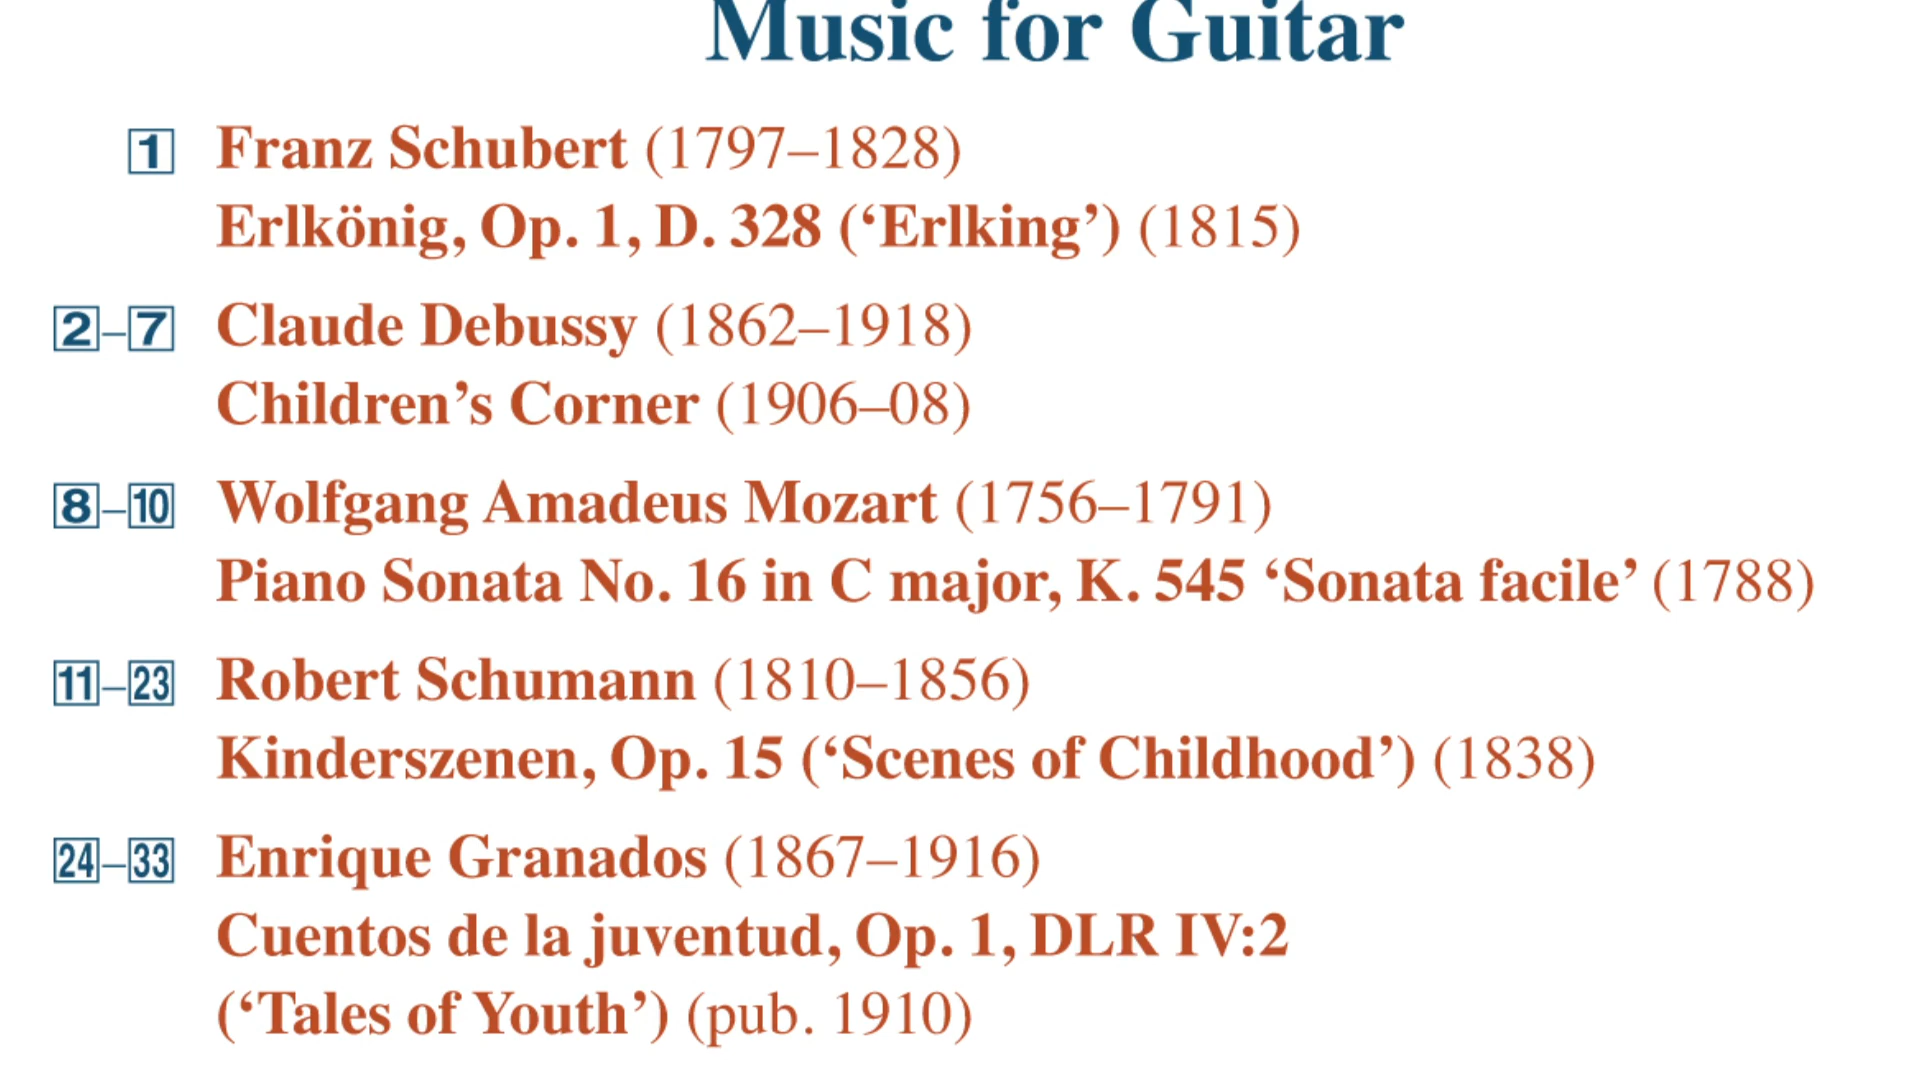 Music for Guitar
1 Franz Schubert (1797–1828)
Erlkönig, Op. 1, D. 328 (‘Erlking’) (1815)
2–7 Claude Debussy (1862–1918)
Children’s Corner (1906–08)
8–10 Wolfgang Amadeus Mozart (1756–1791)
Piano Sonata No. 16 in C major, K. 545 ‘Sonata facile’ (1788)
11–23 Robert Schumann (1810–1856)
Kinderszenen, Op. 15 (‘Scenes of Childhood’) (1838)
24–33 Enrique Granados (1867–1916)
Cuentos de la juventud, Op. 1, DLR IV:2
(‘Tales of Youth’) (pub. 1910)